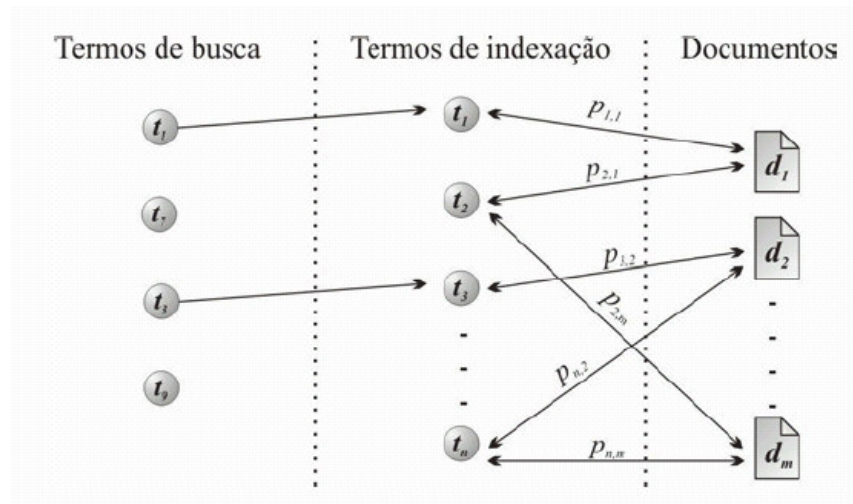 Termos de busca Termos de indexação Documentos
t₁ t₁ p₁,₁ d₁
t₇ t₂ p₂,₁ d₂
t₃ t₃ p₃,₂ p₂,ₘ
t₉ pₙ,₂
tₙ pₙ,ₘ dₘ